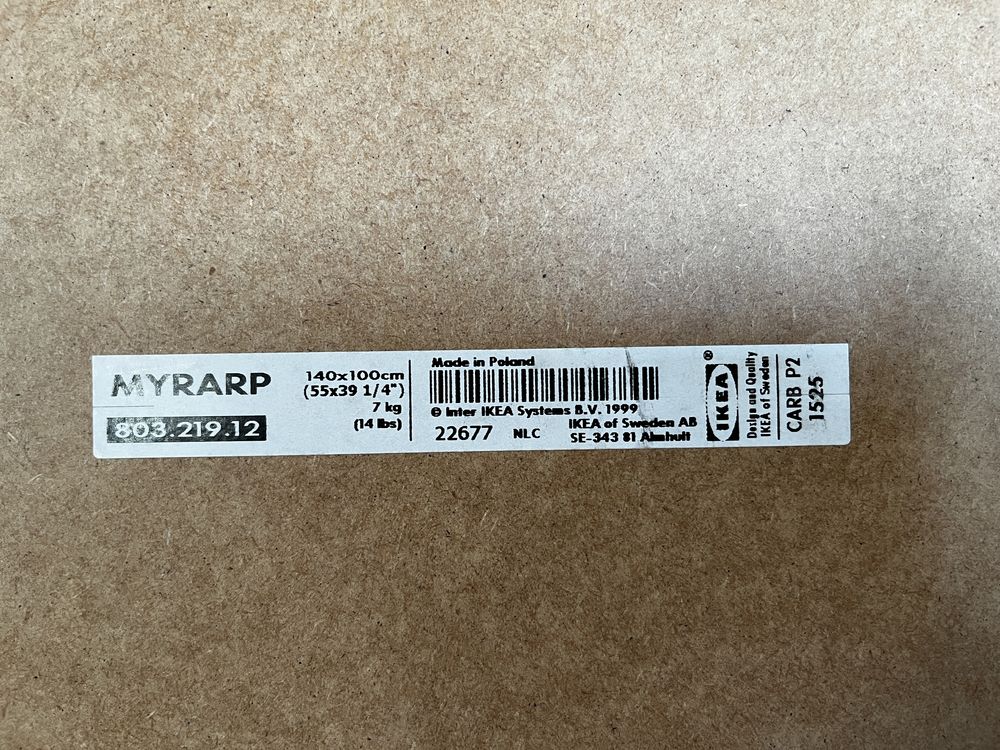 MYRARP
803.219.12
140x100cm
(55x39 1/4")
7 kg
(14 lbs)
Made in Poland
© Inter IKEA Systems B.V. 1999
22677 NLC
IKEA of Sweden AB
SE-343 81 Älmhult
IKEA®
Design and Quality
IKEA of Sweden
CARB P2
1525